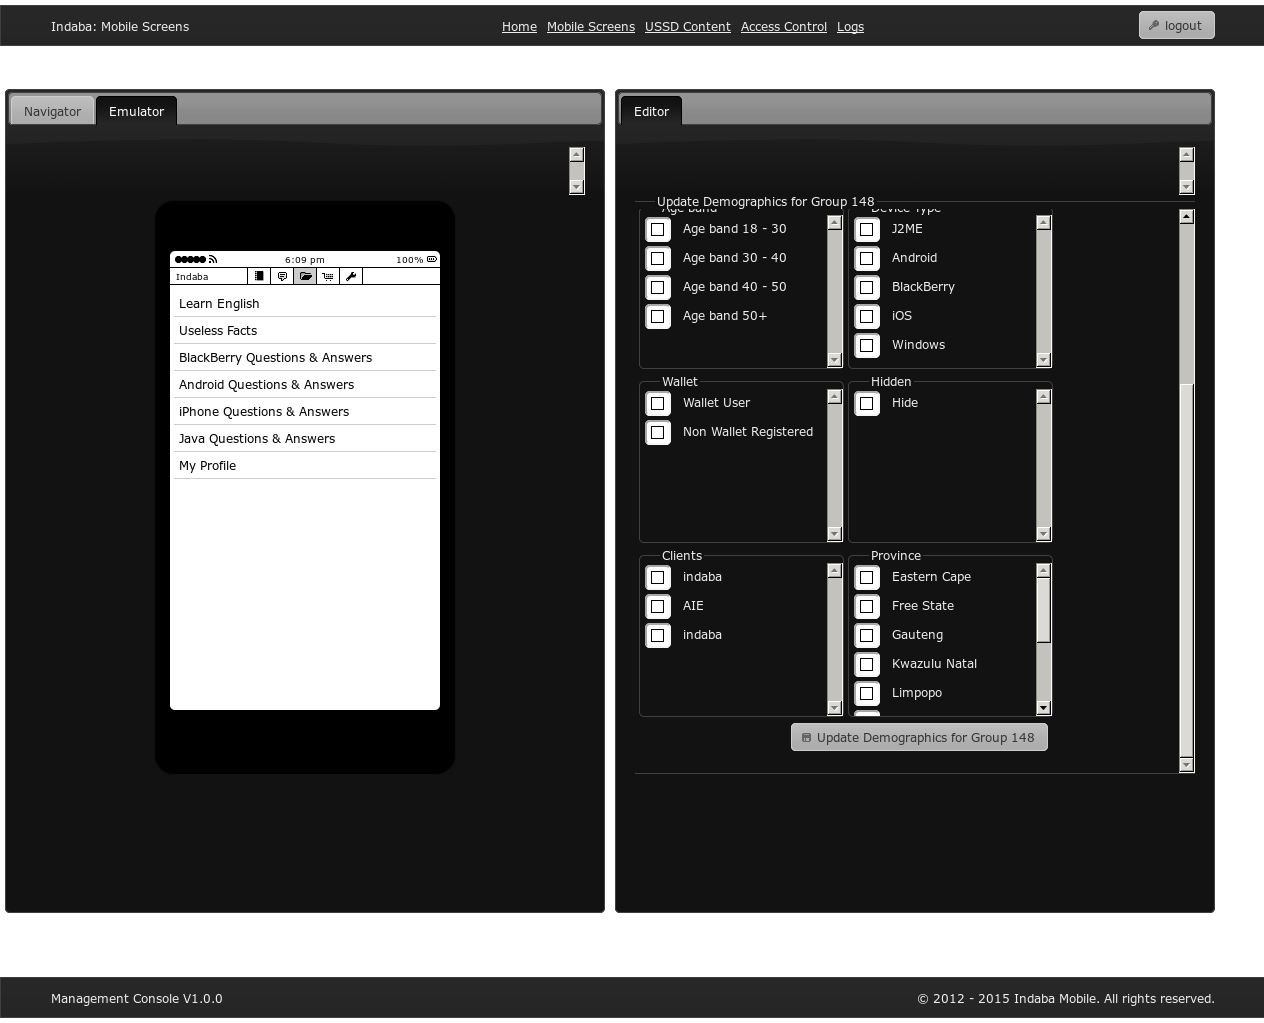 Indaba: Mobile Screens
Home Mobile Screens USSD Content Access Control Logs
logout
Navigator
Emulator
6:09 pm
100%
Indaba
Learn English
Useless Facts
BlackBerry Questions & Answers
Android Questions & Answers
iPhone Questions & Answers
Java Questions & Answers
My Profile
Editor
Update Demographics for Group 148
Age band
Age band 18 - 30
Age band 30 - 40
Age band 40 - 50
Age band 50+
Device Type
J2ME
Android
BlackBerry
iOS
Windows
Wallet
Wallet User
Non Wallet Registered
Hidden
Hide
Clients
indaba
AIE
indaba
Province
Eastern Cape
Free State
Gauteng
Kwazulu Natal
Limpopo
Update Demographics for Group 148
Management Console V1.0.0
© 2012 - 2015 Indaba Mobile. All rights reserved.